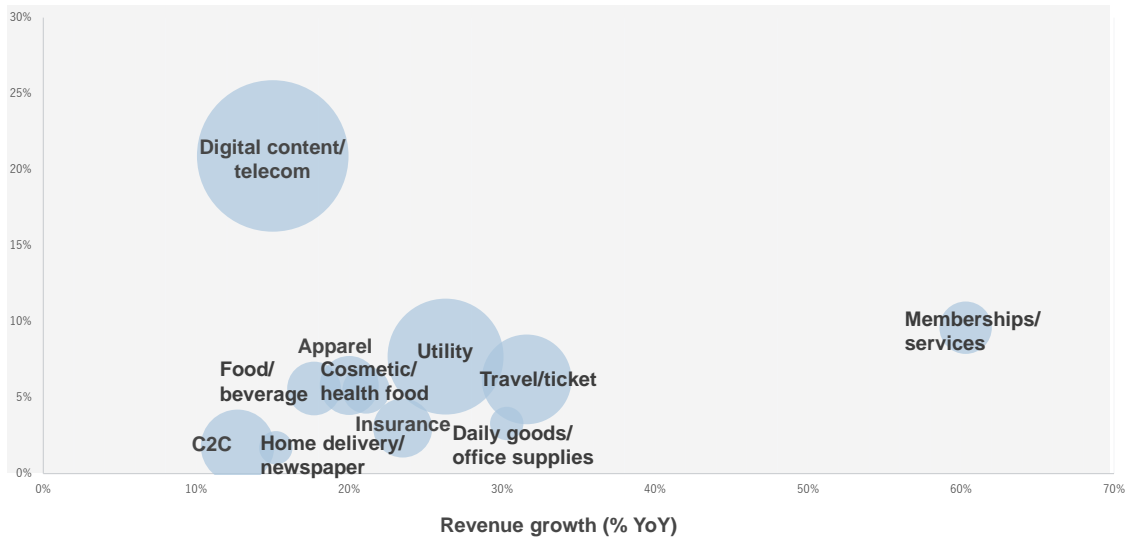 30%
25%
20%
15%
10%
5%
0%
Digital content/
telecom
Memberships/
services
Apparel
Utility
Food/
beverage
Cosmetic/
health food
Travel/ticket
Insurance
C2C
Home delivery/
newspaper
Daily goods/
office supplies
0%
10%
20%
30%
40%
50%
60%
70%
Revenue growth (% YoY)